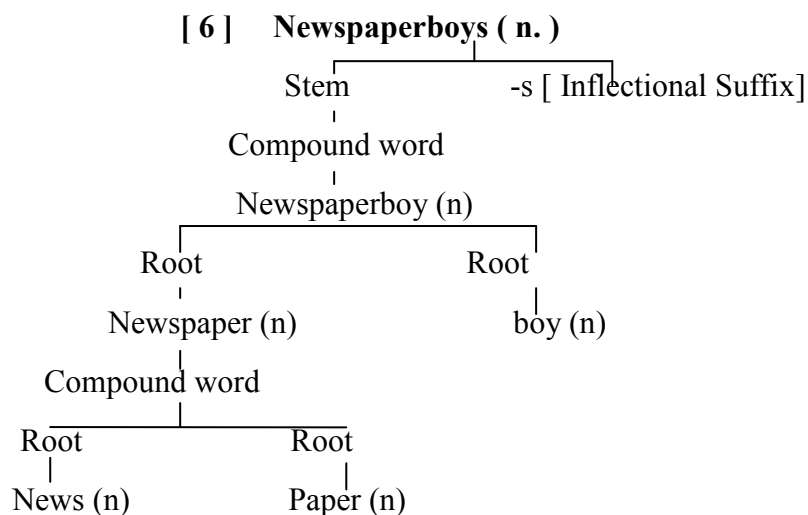 [ 6 ] Newspaperboys ( n. )
Stem -s [ Inflectional Suffix]
Compound word
Newspaperboy (n)
Root Root
Newspaper (n) boy (n)
Compound word
Root Root
News (n) Paper (n)